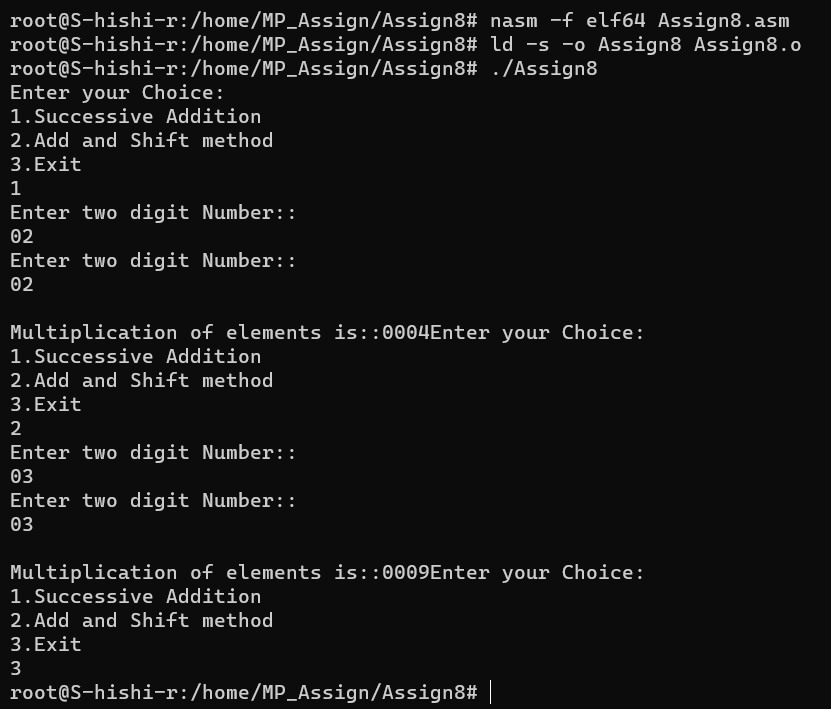 root@S-hishi-r:/home/MP_Assign/Assign8# nasm -f elf64 Assign8.asm
root@S-hishi-r:/home/MP_Assign/Assign8# ld -s -o Assign8 Assign8.o
root@S-hishi-r:/home/MP_Assign/Assign8# ./Assign8
Enter your Choice:
1.Successive Addition
2.Add and Shift method
3.Exit
1
Enter two digit Number::
02
Enter two digit Number::
02

Multiplication of elements is::0004Enter your Choice:
1.Successive Addition
2.Add and Shift method
3.Exit
2
Enter two digit Number::
03
Enter two digit Number::
03

Multiplication of elements is::0009Enter your Choice:
1.Successive Addition
2.Add and Shift method
3.Exit
3
root@S-hishi-r:/home/MP_Assign/Assign8#